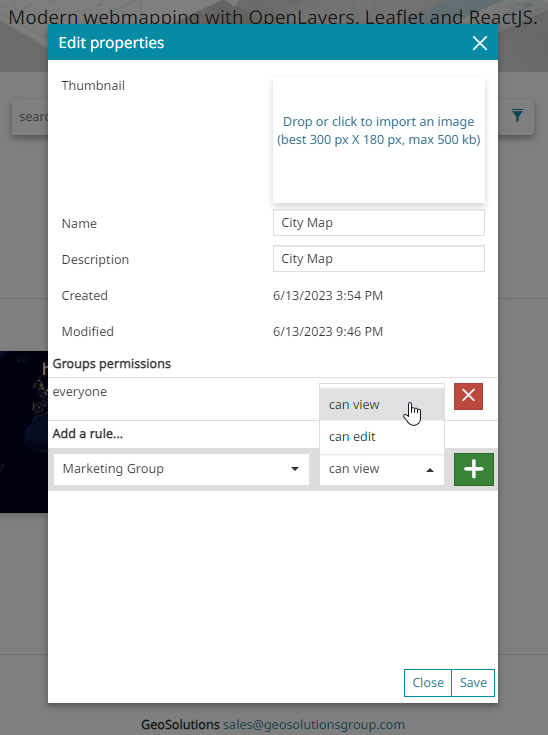 Modern webmapping with OpenLayers, Leaflet and ReactJS.
Edit properties
searc
Thumbnail
Drop or click to import an image
(best 300 px X 180 px, max 500 kb)
Name
City Map
Description
City Map
Created
6/13/2023 3:54 PM
Modified
6/13/2023 9:46 PM
Groups permissions
everyone
can view
can edit
Add a rule...
Marketing Group
can view
Close
Save
GeoSolutions sales@geosolutionsgroup.com